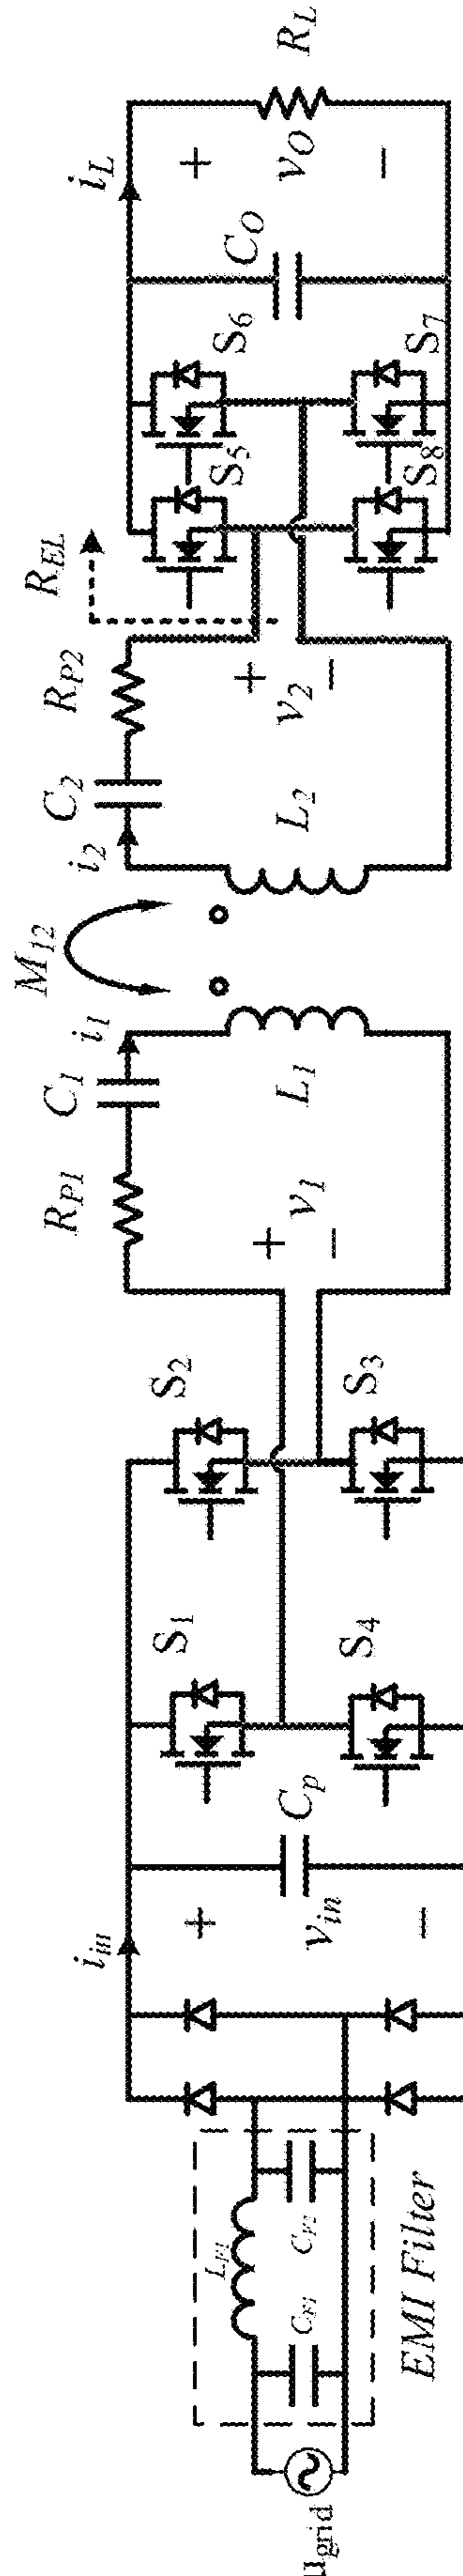 μgrid
EMI Filter
L_F1
C_F1
C_F2
i_in
+
v_in
−
C_p
S_1
S_2
S_4
S_3
R_P1
C_1
i_1
+
v_1
−
L_1
M_12
i_2
C_2
R_P2
L_2
+
v_2
−
R_EL
S_5
S_6
S_8
S_7
C_O
i_L
+
v_O
−
R_L